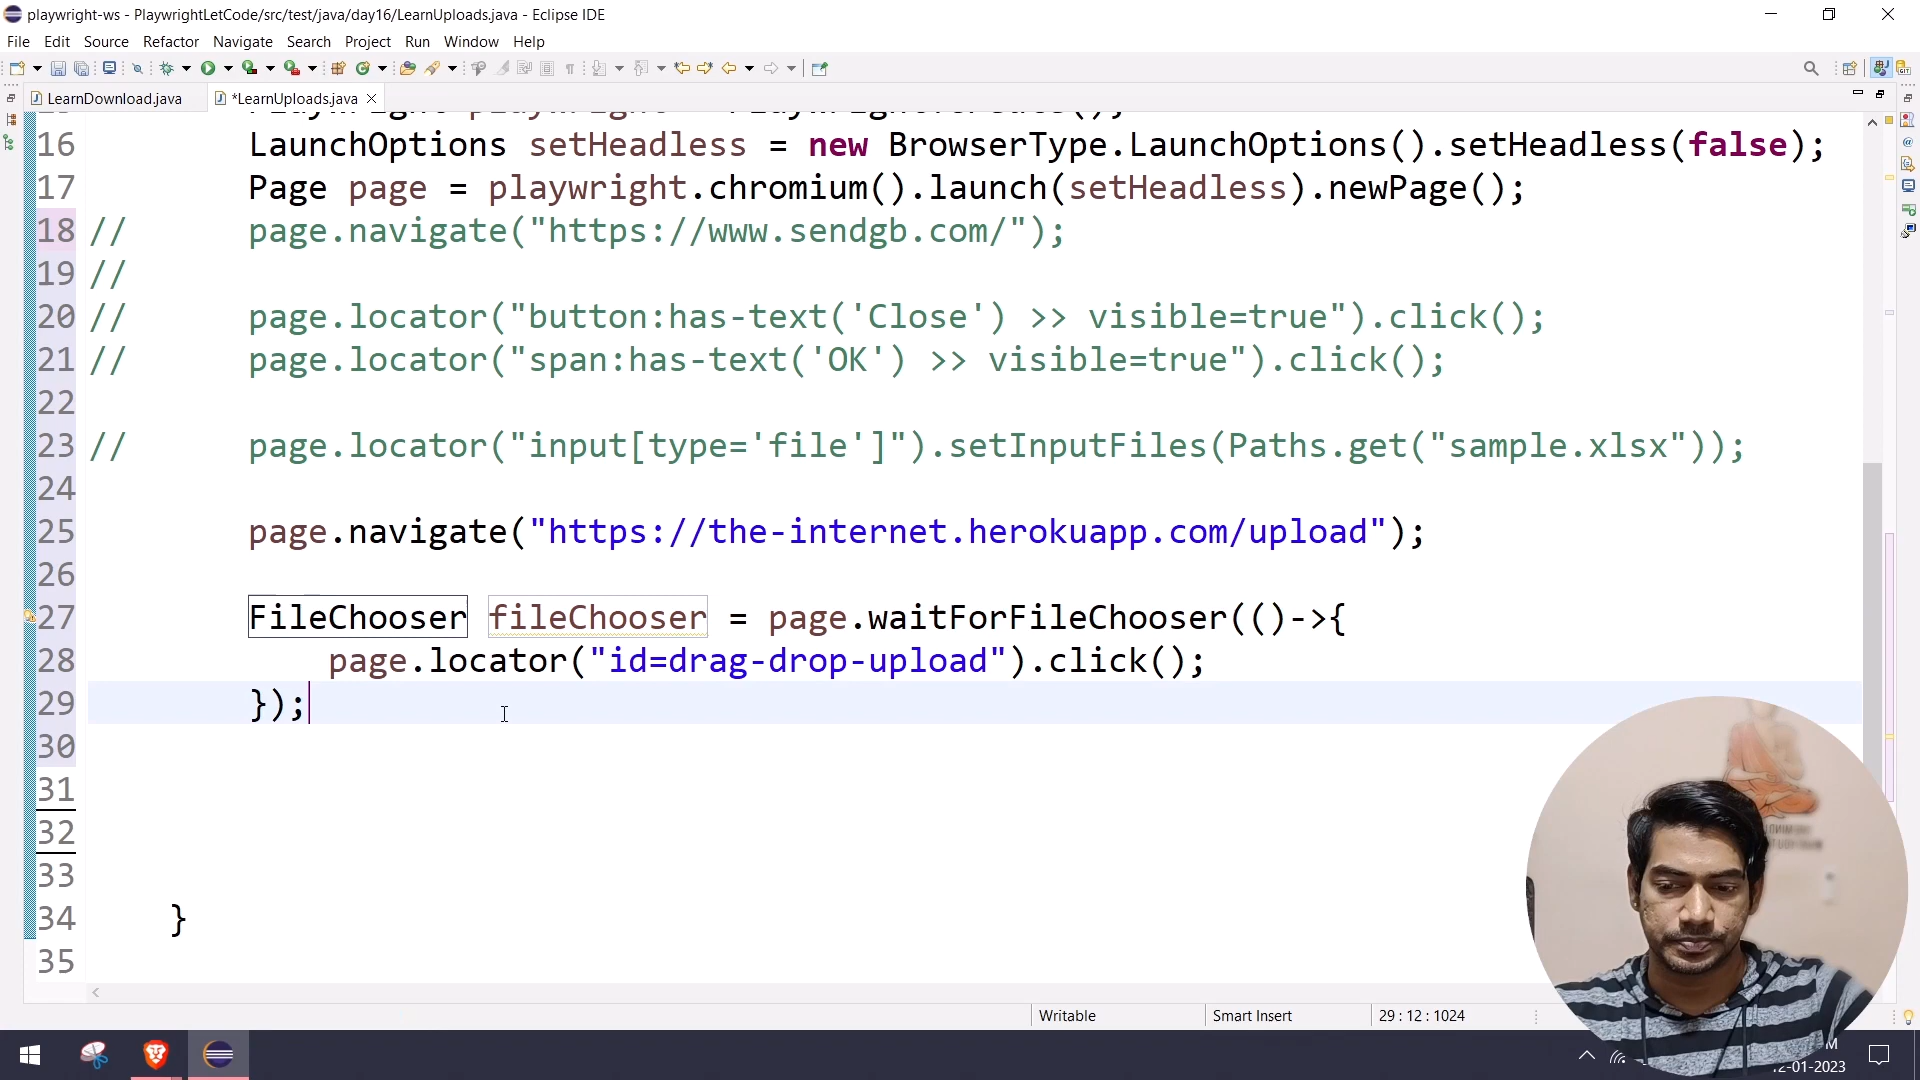 playwright-ws - PlaywrightLetCode/src/test/java/day16/LearnUploads.java - Eclipse IDE
File Edit Source Refactor Navigate Search Project Run Window Help
LearnDownload.java *LearnUploads.java
16 LaunchOptions setHeadless = new BrowserType.LaunchOptions().setHeadless(false);
17 Page page = playwright.chromium().launch(setHeadless).newPage();
18 // page.navigate("https://www.sendgb.com/");
19 //
20 // page.locator("button:has-text('Close') >> visible=true").click();
21 // page.locator("span:has-text('OK') >> visible=true").click();
22
23 // page.locator("input[type='file']").setInputFiles(Paths.get("sample.xlsx"));
24
25 page.navigate("https://the-internet.herokuapp.com/upload");
26
27 FileChooser fileChooser = page.waitForFileChooser(()->{
28 page.locator("id=drag-drop-upload").click();
29 });
30
31
32
33
34 }
35
Writable Smart Insert 29 : 12 : 1024